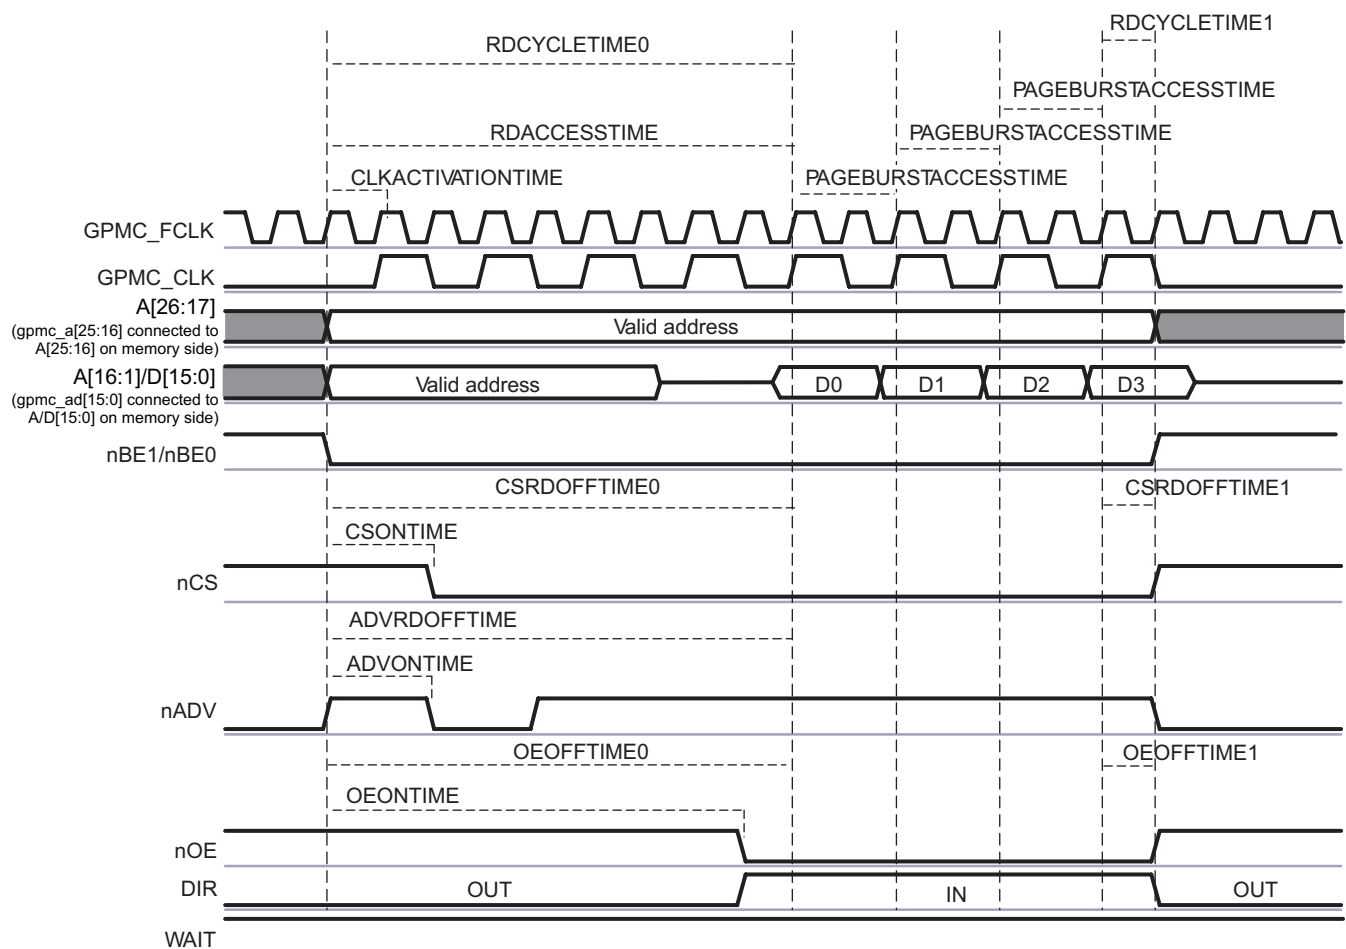 RDCYCLETIME1
RDCYCLETIME0
PAGEBURSTACCESSTIME
RDACCESSTIME
PAGEBURSTACCESSTIME
CLKACTIVATIONTIME
PAGEBURSTACCESSTIME
GPMC_FCLK
GPMC_CLK
A[26:17]
(gpmc_a[25:16] connected to
A[25:16] on memory side)
Valid address
A[16:1]/D[15:0]
(gpmc_ad[15:0] connected to
A/D[15:0] on memory side)
Valid address
D0
D1
D2
D3
nBE1/nBE0
CSRDOFFTIME0
CSRDOFFTIME1
CSONTIME
nCS
ADVRDOFFTIME
ADVONTIME
nADV
OEOFFTIME0
OEOFFTIME1
OEONTIME
nOE
DIR
OUT
IN
OUT
WAIT